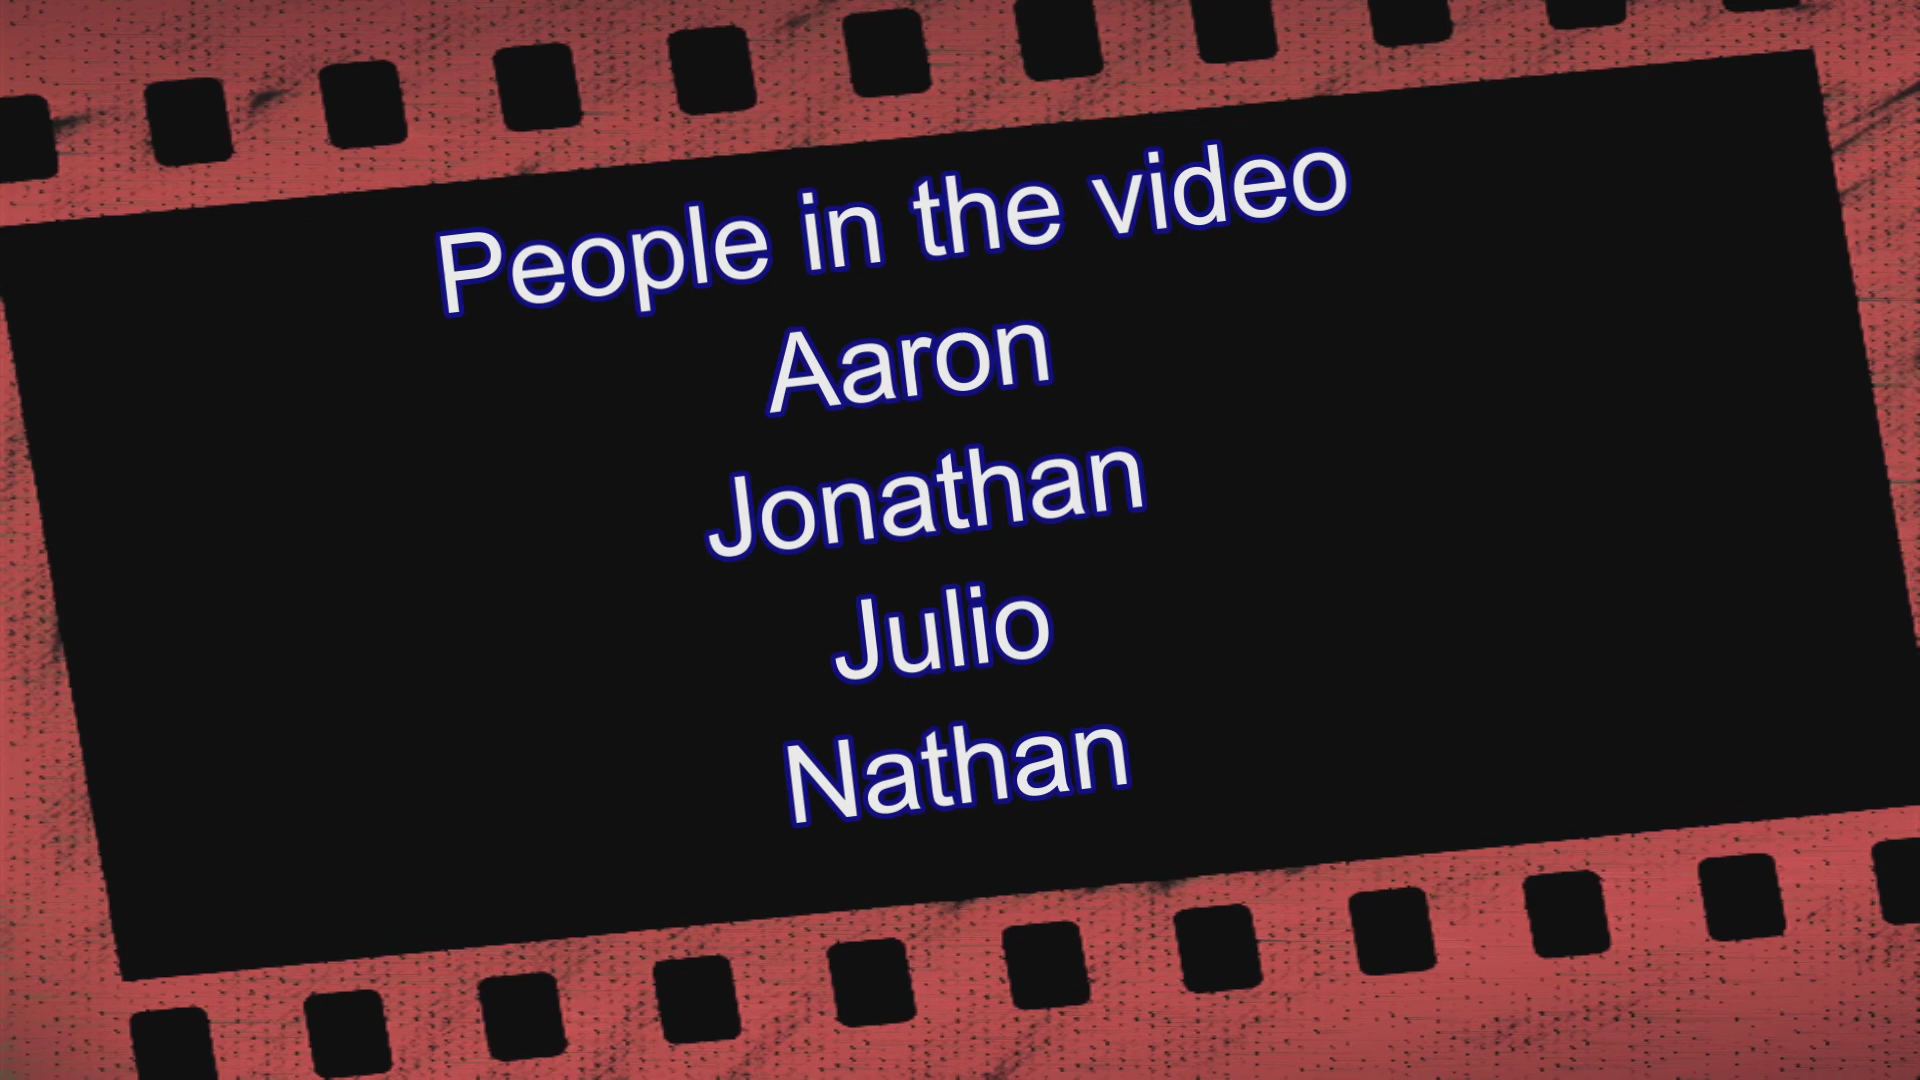 People in the video
Aaron
Jonathan
Julio
Nathan